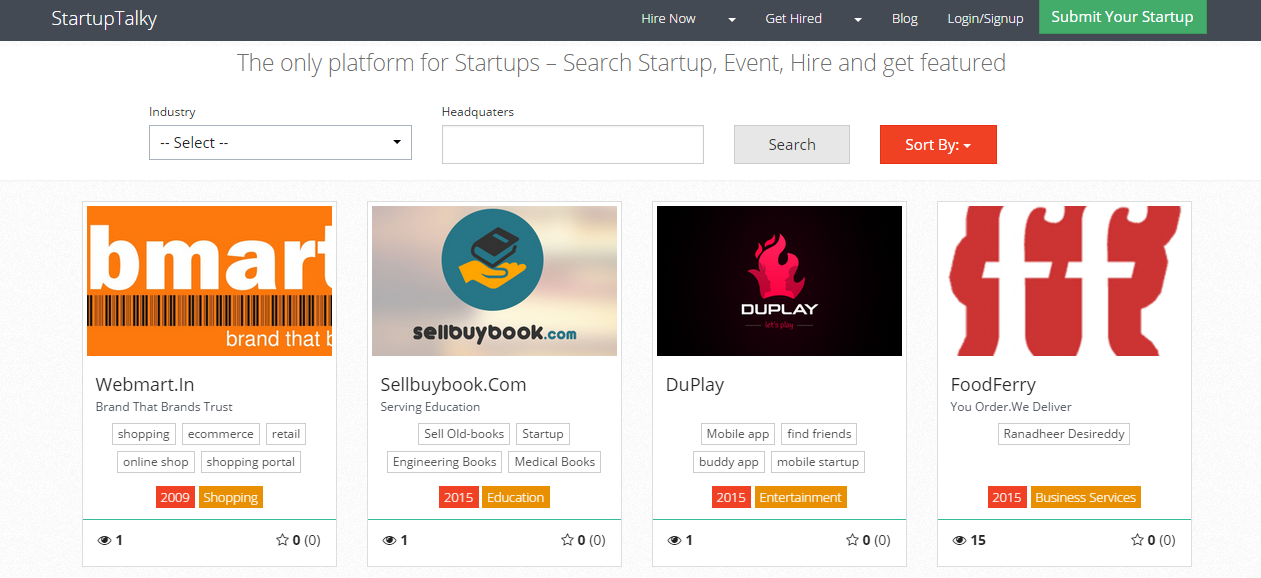 StartupTalky
Hire Now
Get Hired
Blog
Login/Signup
Submit Your Startup
The only platform for Startups – Search Startup, Event, Hire and get featured
Industry
Headquaters
-- Select --
Search
Sort By:
bmart
brand that b
sellbuybook.com
DUPLAY
let's play
ff
Webmart.In
Brand That Brands Trust
shopping
ecommerce
retail
online shop
shopping portal
2009
Shopping
1
0 (0)
Sellbuybook.Com
Serving Education
Sell Old-books
Startup
Engineering Books
Medical Books
2015
Education
1
0 (0)
DuPlay
Mobile app
find friends
buddy app
mobile startup
2015
Entertainment
1
0 (0)
FoodFerry
You Order.We Deliver
Ranadheer Desireddy
2015
Business Services
15
0 (0)